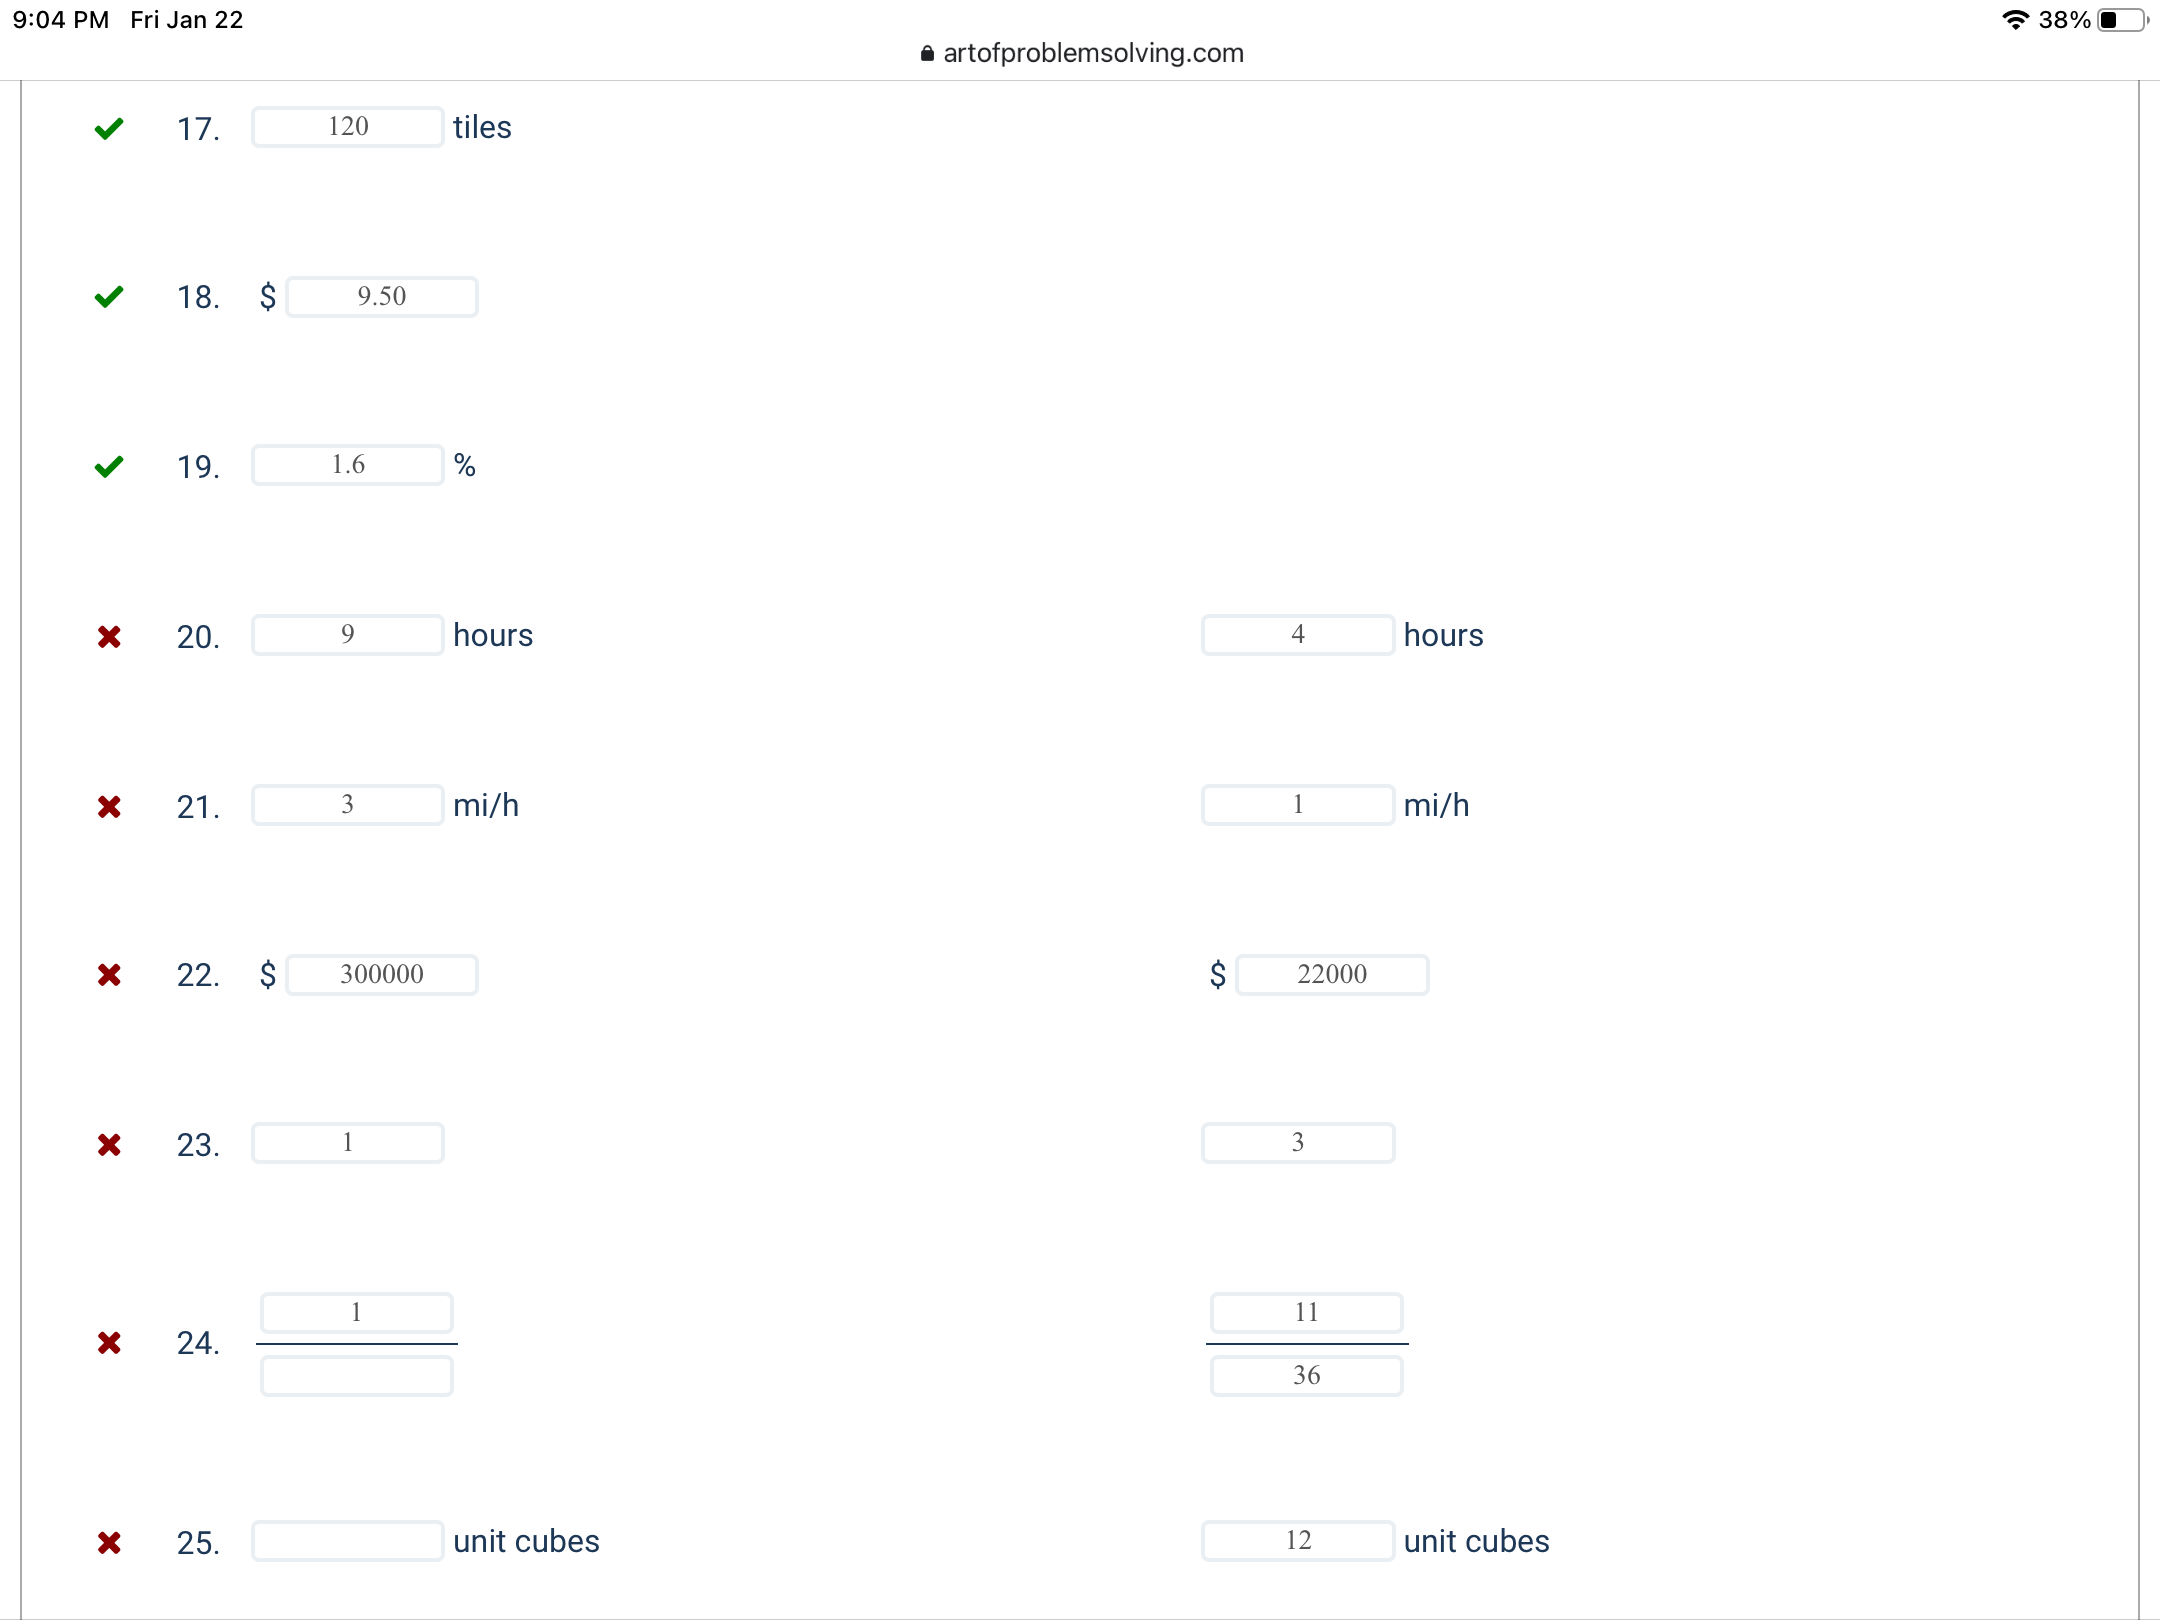 9:04 PM Fri Jan 22
38%
artofproblemsolving.com
17. 120 tiles
18. $ 9.50
19. 1.6 %
20. 9 hours 4 hours
21. 3 mi/h 1 mi/h
22. $ 300000 $ 22000
23. 1 3
24. 1 11
36
25. unit cubes 12 unit cubes